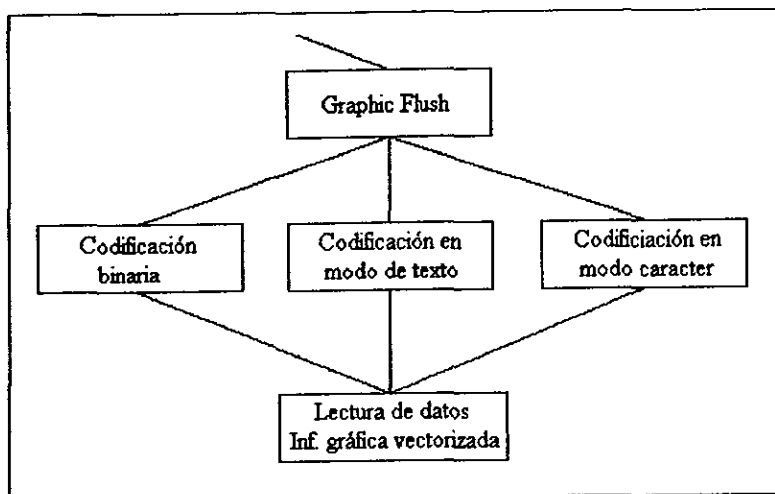 Graphic Flush
Codificación
binaria
Codificación en
modo de texto
Codificiación en
modo caracter
Lectura de datos
Inf. gráfica vectorizada